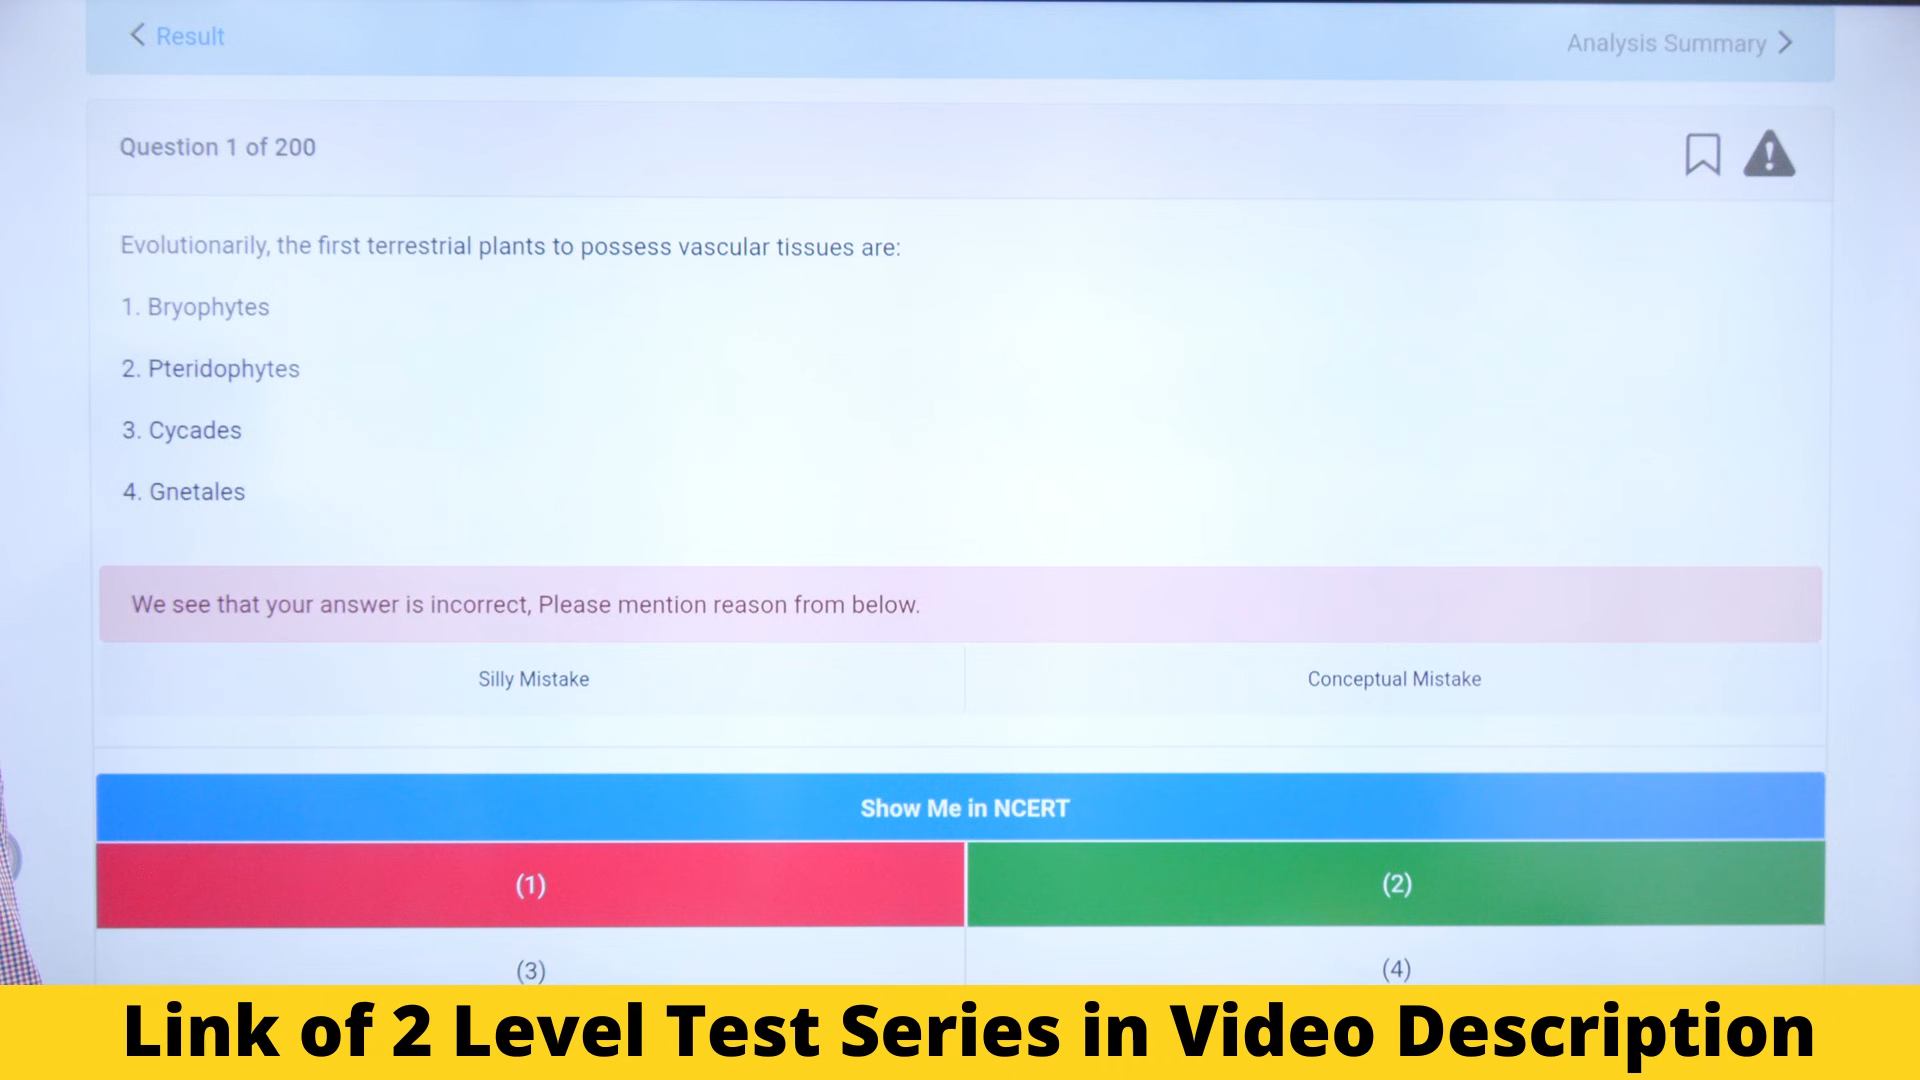 Result
Analysis Summary
Question 1 of 200
Evolutionarily, the first terrestrial plants to possess vascular tissues are:
1. Bryophytes
2. Pteridophytes
3. Cycades
4. Gnetales
We see that your answer is incorrect, Please mention reason from below.
Silly Mistake
Conceptual Mistake
Show Me in NCERT
(1)
(2)
(3)
(4)
Link of 2 Level Test Series in Video Description